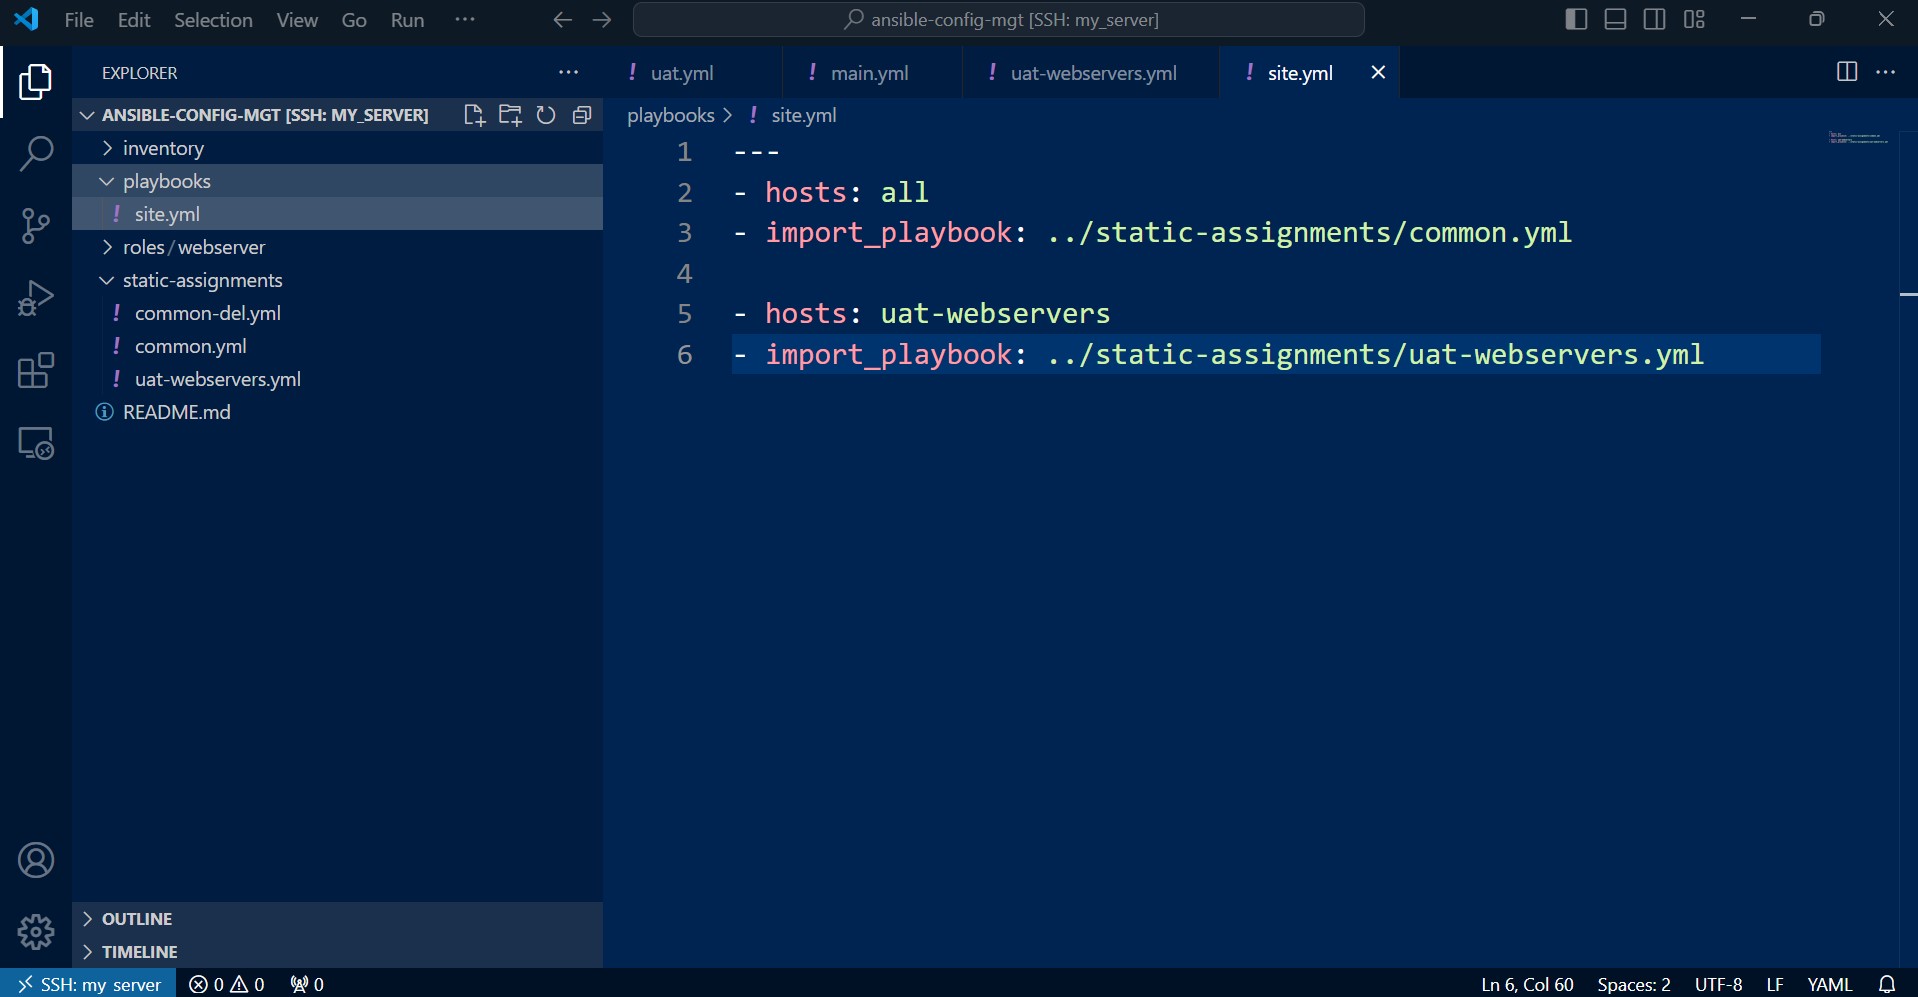 File Edit Selection View Go Run ···
ansible-config-mgt [SSH: my_server]
EXPLORER
uat.yml
main.yml
uat-webservers.yml
site.yml
ANSIBLE-CONFIG-MGT [SSH: MY_SERVER]
inventory
playbooks
site.yml
roles/webserver
static-assignments
common-del.yml
common.yml
uat-webservers.yml
README.md
OUTLINE
TIMELINE
playbooks > site.yml
1 ---
2 - hosts: all
3 - import_playbook: ../static-assignments/common.yml
4
5 - hosts: uat-webservers
6 - import_playbook: ../static-assignments/uat-webservers.yml
SSH: my_server 0 0 0 Ln 6, Col 60 Spaces: 2 UTF-8 LF YAML